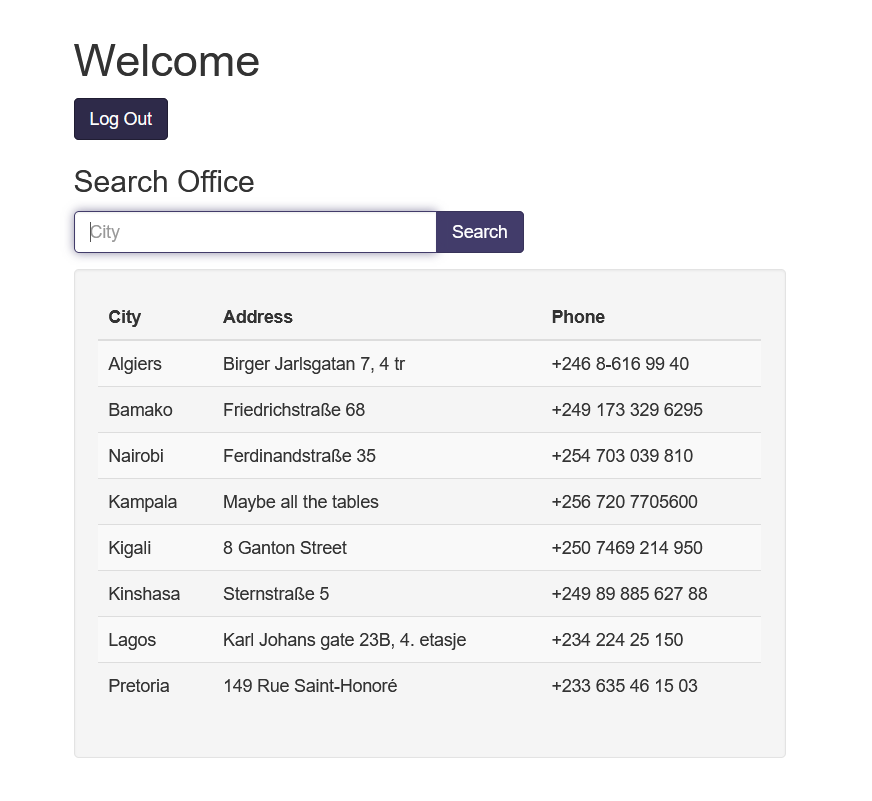 Welcome
Log Out
Search Office
City
Search
City Address Phone
Algiers Birger Jarlsgatan 7, 4 tr +246 8-616 99 40
Bamako Friedrichstraße 68 +249 173 329 6295
Nairobi Ferdinandstraße 35 +254 703 039 810
Kampala Maybe all the tables +256 720 7705600
Kigali 8 Ganton Street +250 7469 214 950
Kinshasa Sternstraße 5 +249 89 885 627 88
Lagos Karl Johans gate 23B, 4. etasje +234 224 25 150
Pretoria 149 Rue Saint-Honoré +233 635 46 15 03